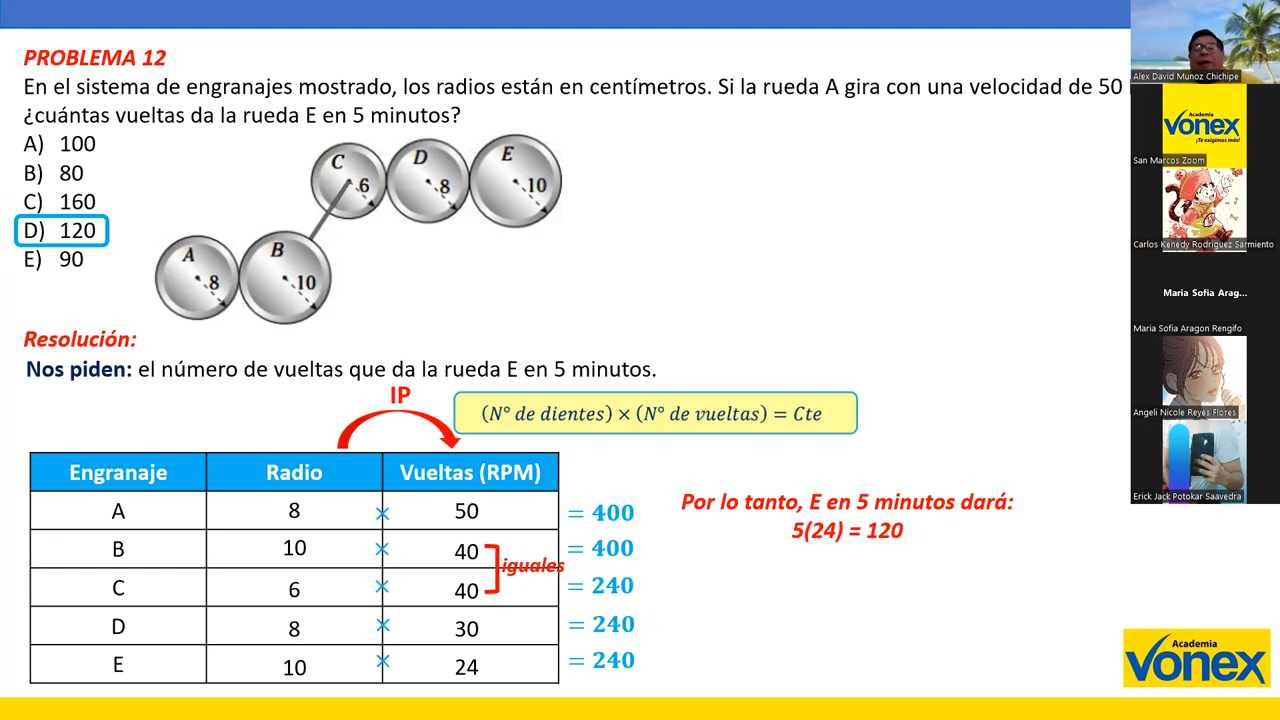 PROBLEMA 12
En el sistema de engranajes mostrado, los radios están en centímetros. Si la rueda A gira con una velocidad de 50
¿cuántas vueltas da la rueda E en 5 minutos?
A) 100
B) 80
C) 160
D) 120
E) 90
C
6
D
8
E
10
A
8
B
10
Resolución:
Nos piden: el número de vueltas que da la rueda E en 5 minutos.
IP
(N° de dientes) × (N° de vueltas) = Cte
Engranaje Radio Vueltas (RPM)
A 8 × 50 = 400
B 10 × 40 = 400
iguales
C 6 × 40 = 240
D 8 × 30 = 240
E 10 × 24 = 240
Por lo tanto, E en 5 minutos dará:
5(24) = 120
Alex David Munoz Chichipe
Academia
Vonex
¡Te exigimos más!
San Marcos Zoom
Carlos Kenedy Rodriguez Sarmiento
Maria Sofia Arag...
Maria Sofia Aragon Rengifo
Angeli Nicole Reyes Flores
Erick Jack Potokar Saavedra
Academia
Vonex